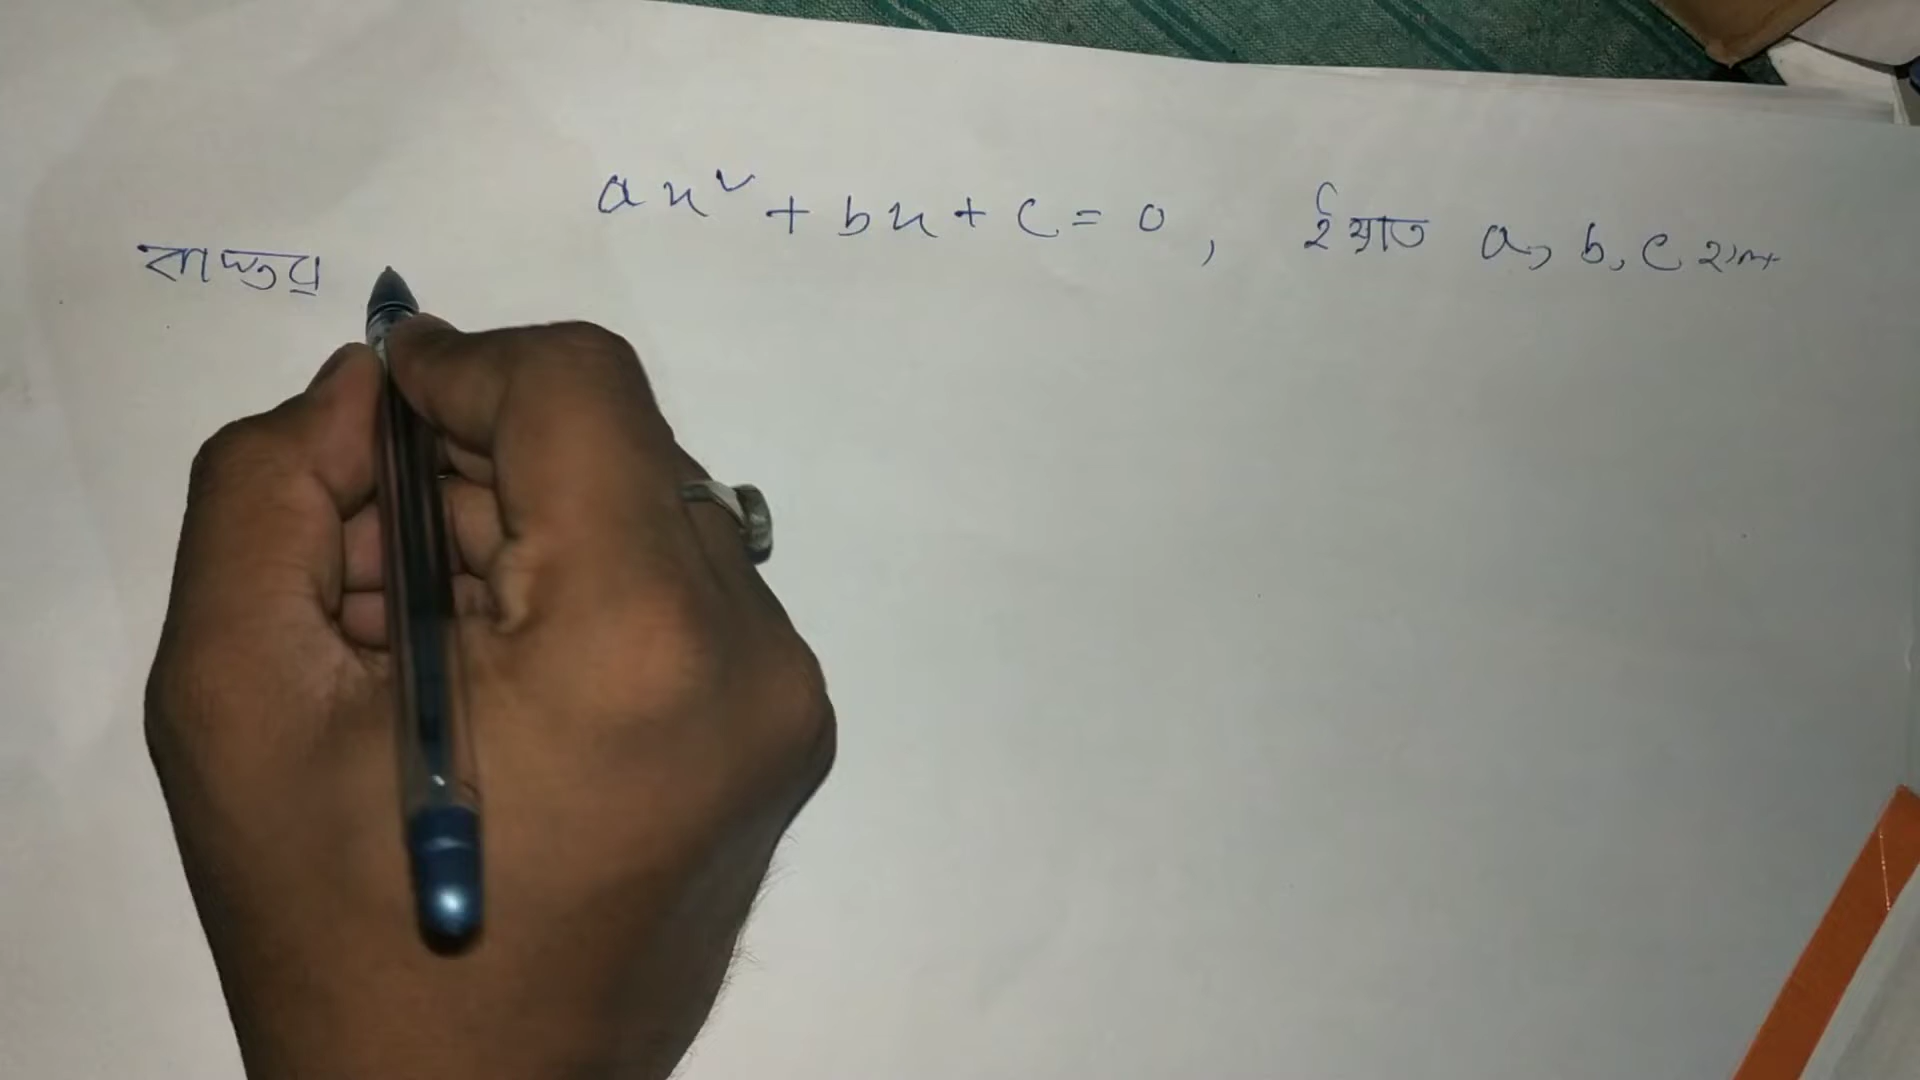 ax² + bx + c = 0, ইয়াত a, b, c হ'ল
বাস্তৱ